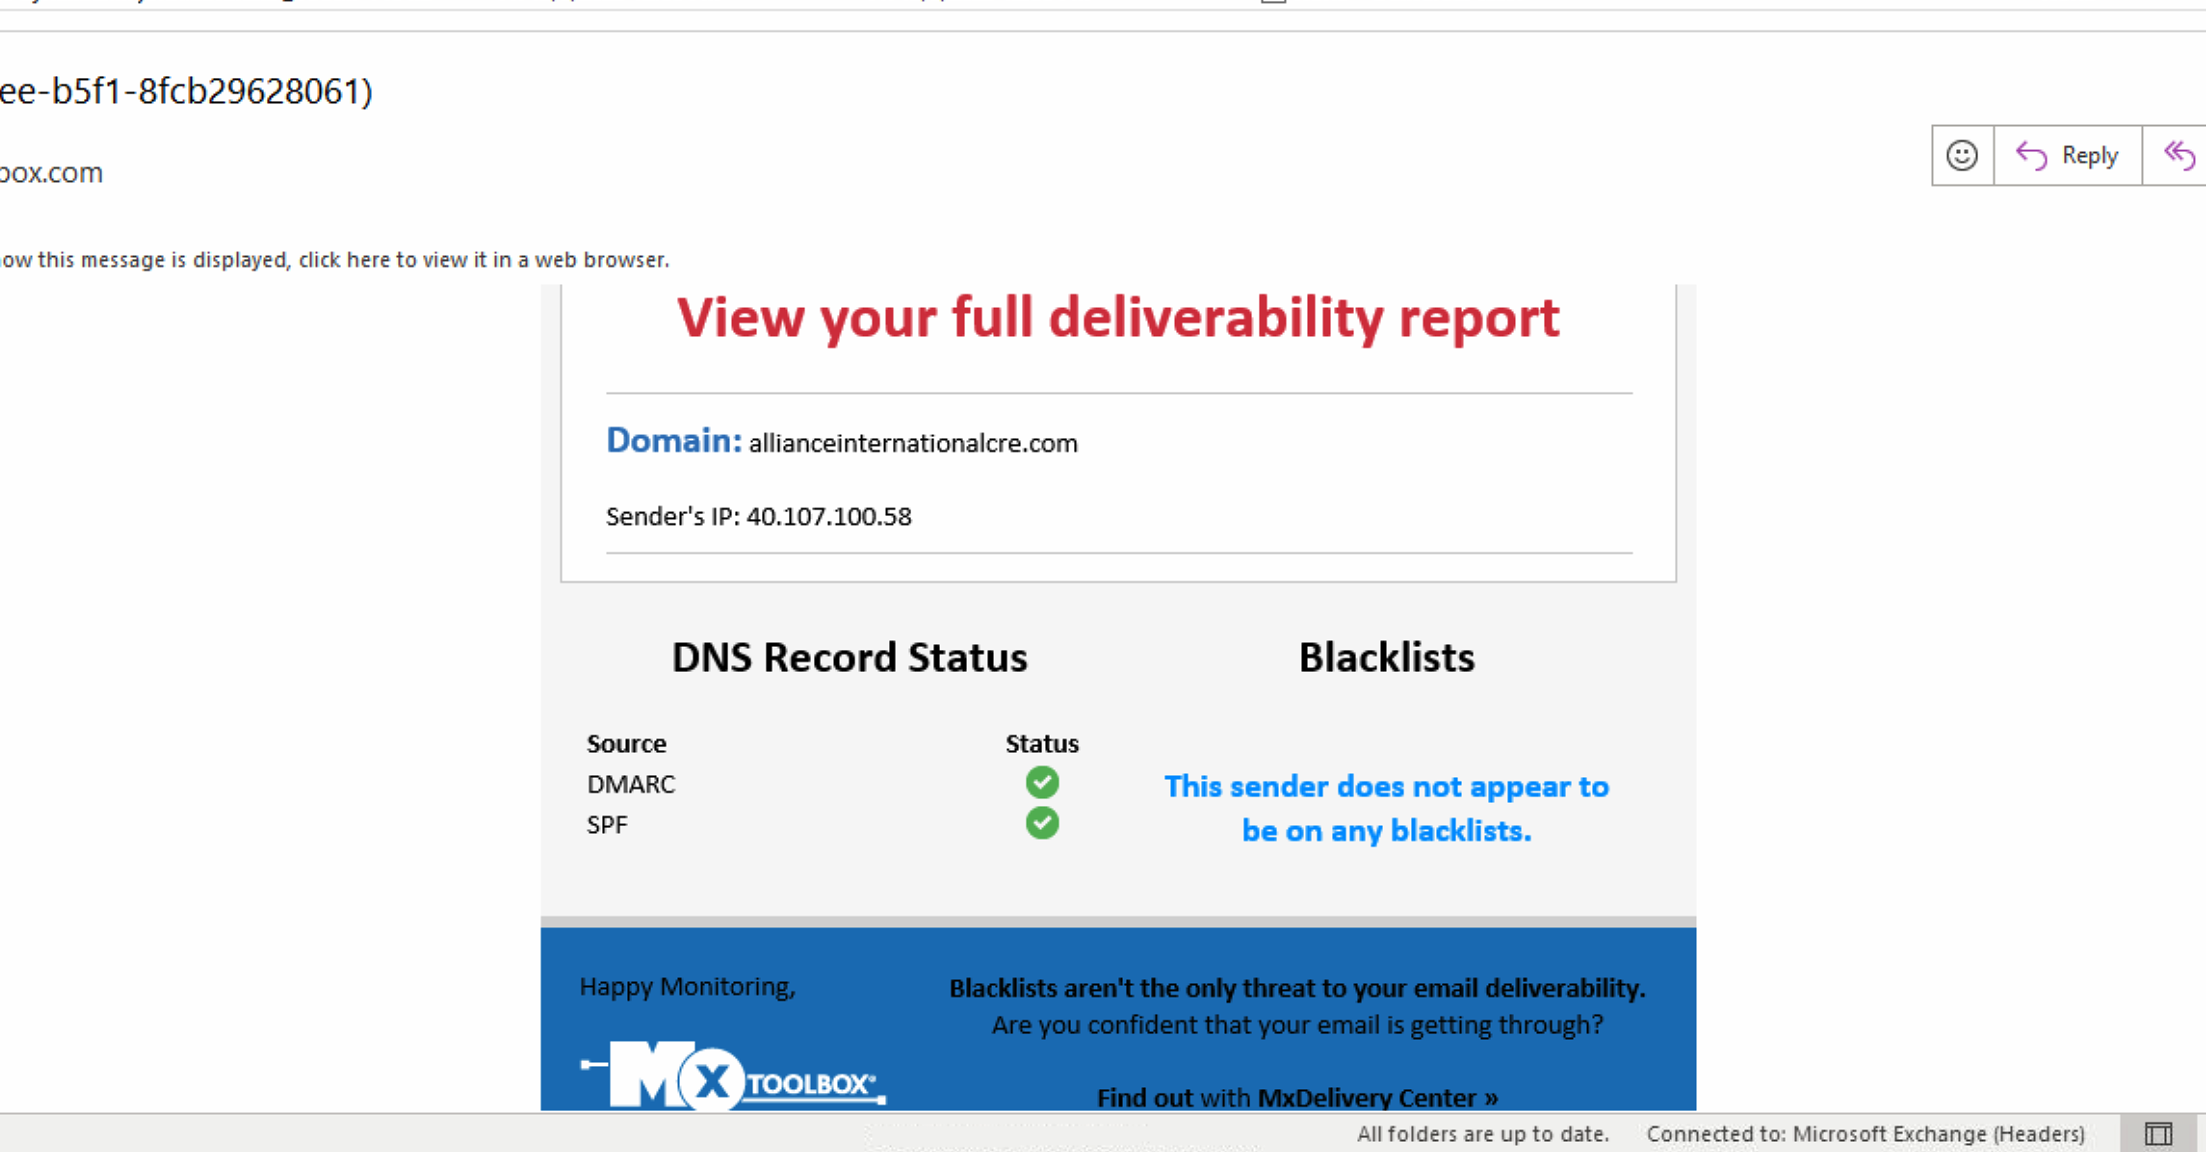 ee-b5f1-8fcb29628061)
Reply
box.com
how this message is displayed, click here to view it in a web browser.
View your full deliverability report
Domain: allianceinternationalcre.com
Sender's IP: 40.107.100.58
DNS Record Status
Blacklists
Source Status
DMARC
SPF
This sender does not appear to
be on any blacklists.
Happy Monitoring,
Blacklists aren't the only threat to your email deliverability.
Are you confident that your email is getting through?
MX TOOLBOX®
Find out with MxDelivery Center »
All folders are up to date. Connected to: Microsoft Exchange (Headers)